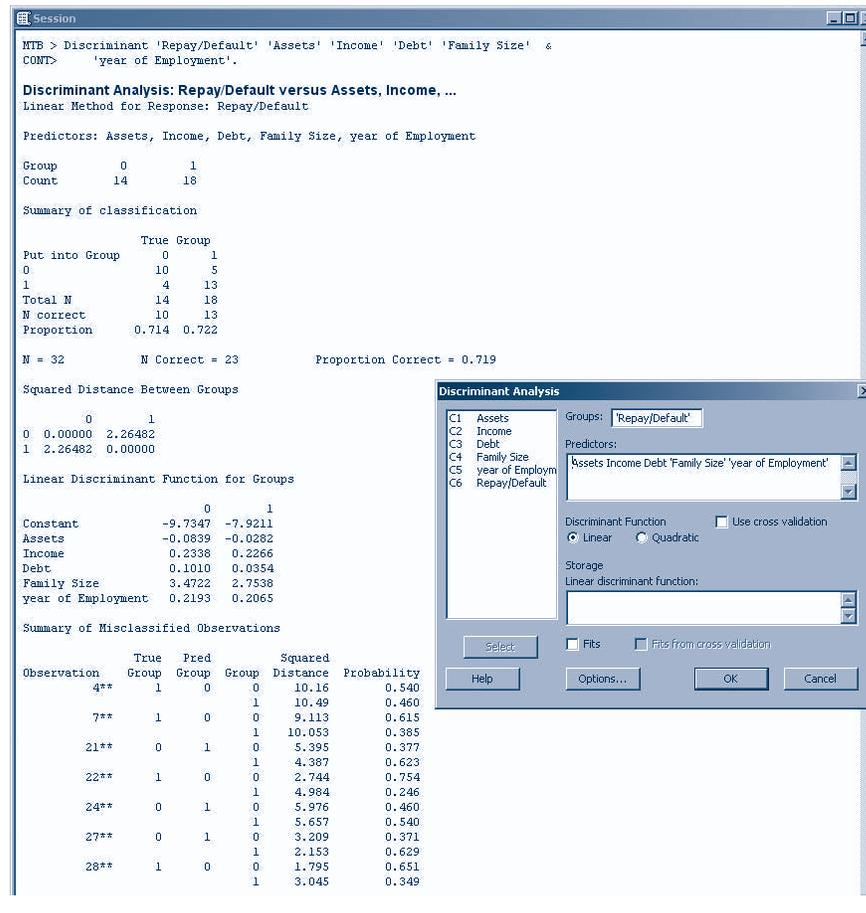 Session
MTB > Discriminant 'Repay/Default' 'Assets' 'Income' 'Debt' 'Family Size' &
CONT> 'year of Employment'.
Discriminant Analysis: Repay/Default versus Assets, Income, ...
Linear Method for Response: Repay/Default
Predictors: Assets, Income, Debt, Family Size, year of Employment
Group 0 1
Count 14 18
Summary of classification
True Group
Put into Group 0 1
0 10 5
1 4 13
Total N 14 18
N correct 10 13
Proportion 0.714 0.722
N = 32 N Correct = 23 Proportion Correct = 0.719
Squared Distance Between Groups
0 1
0 0.00000 2.26482
1 2.26482 0.00000
Linear Discriminant Function for Groups
0 1
Constant -9.7347 -7.9211
Assets -0.0839 -0.0282
Income 0.2338 0.2266
Debt 0.1010 0.0354
Family Size 3.4722 2.7538
year of Employment 0.2193 0.2065
Summary of Misclassified Observations
True Pred Squared
Observation Group Group Group Distance Probability
4** 1 0 0 10.16 0.540
1 10.49 0.460
7** 1 0 0 9.113 0.615
1 10.053 0.385
21** 0 1 0 5.395 0.377
1 4.387 0.623
22** 1 0 0 2.744 0.754
1 4.984 0.246
24** 0 1 0 5.976 0.460
1 5.657 0.540
27** 0 1 0 3.209 0.371
1 2.153 0.629
28** 1 0 0 1.795 0.651
1 3.045 0.349
Discriminant Analysis
C1 Assets
C2 Income
C3 Debt
C4 Family Size
C5 year of Employm
C6 Repay/Default
Groups: 'Repay/Default'
Predictors:
Assets Income Debt 'Family Size' 'year of Employment'
Discriminant Function
Use cross validation
Linear Quadratic
Storage
Linear discriminant function:
Select
Fits Fits from cross validation
Help Options... OK Cancel